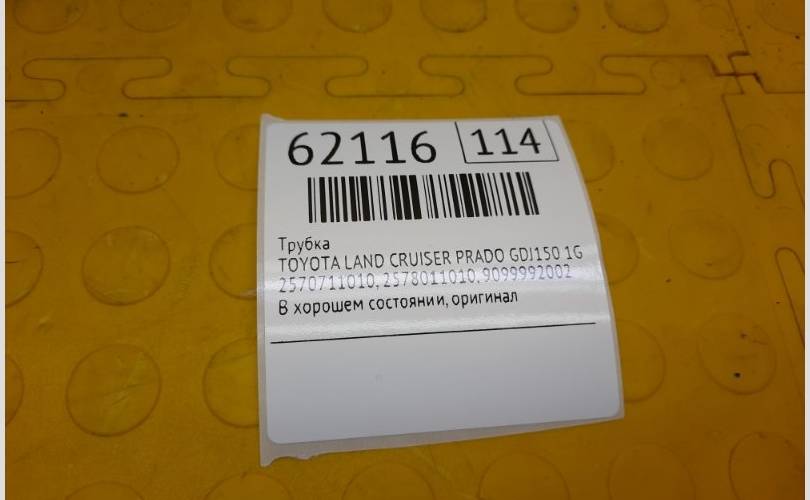 62116 114
Трубка
TOYOTA LAND CRUISER PRADO GDJ150 1G
2570711010, 2578011010, 9099992002
В хорошем состоянии, оригинал